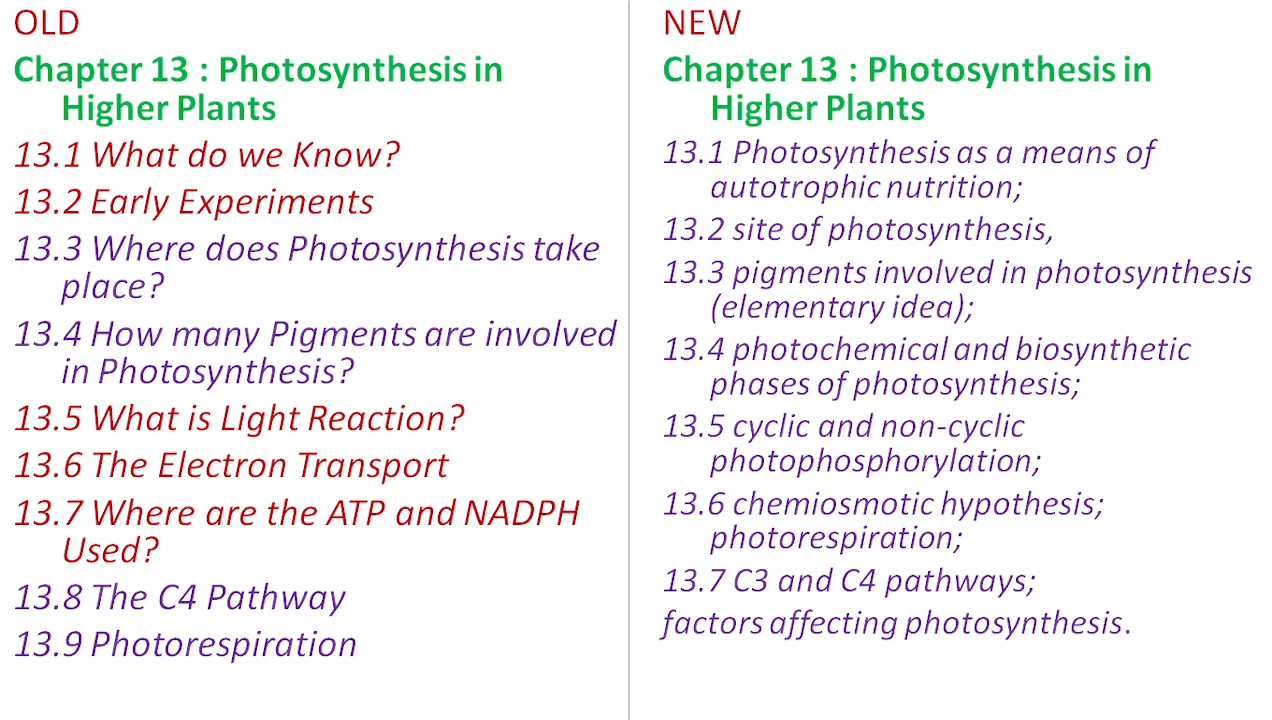 OLD
Chapter 13 : Photosynthesis in
Higher Plants
13.1 What do we Know?
13.2 Early Experiments
13.3 Where does Photosynthesis take
place?
13.4 How many Pigments are involved
in Photosynthesis?
13.5 What is Light Reaction?
13.6 The Electron Transport
13.7 Where are the ATP and NADPH
Used?
13.8 The C4 Pathway
13.9 Photorespiration
NEW
Chapter 13 : Photosynthesis in
Higher Plants
13.1 Photosynthesis as a means of
autotrophic nutrition;
13.2 site of photosynthesis,
13.3 pigments involved in photosynthesis
(elementary idea);
13.4 photochemical and biosynthetic
phases of photosynthesis;
13.5 cyclic and non-cyclic
photophosphorylation;
13.6 chemiosmotic hypothesis;
photorespiration;
13.7 C3 and C4 pathways;
factors affecting photosynthesis.